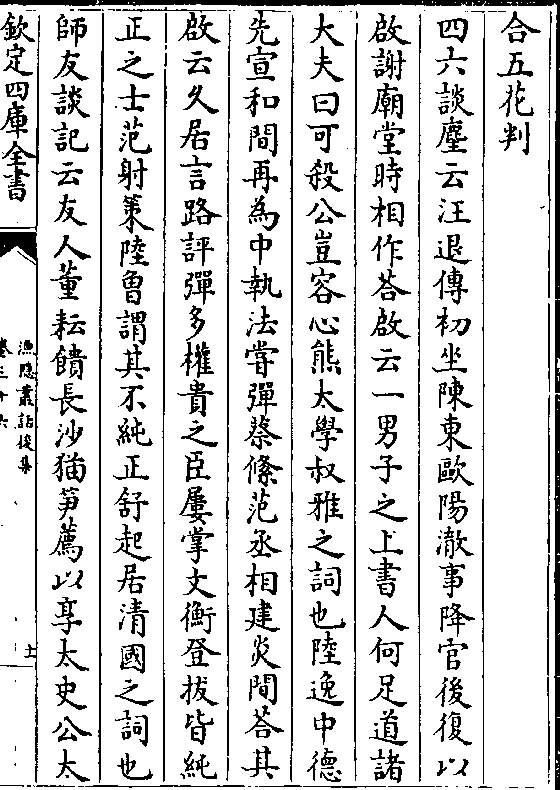 合五花判
四六談麈云汪退傅初坐陳東歐陽澈事降官後復以
啟謝廟堂時相作荅啟云一男子之上書人何足道諸
大夫曰可殺公豈容心熊太學叔雅之詞也陸逸中德
先宣和間再為中執法嘗彈蔡絛范丞相建炎間荅其
啟云久居言路評彈多權貴之臣屢掌文衡登拔皆純
正之士范射策陸曾謂其不純正舒起居清國之詞也
師友談記云友人董耘饋長沙猫笋薦以享太史公太
欽定四庫全書
漁隱叢話後集
卷三十六
土